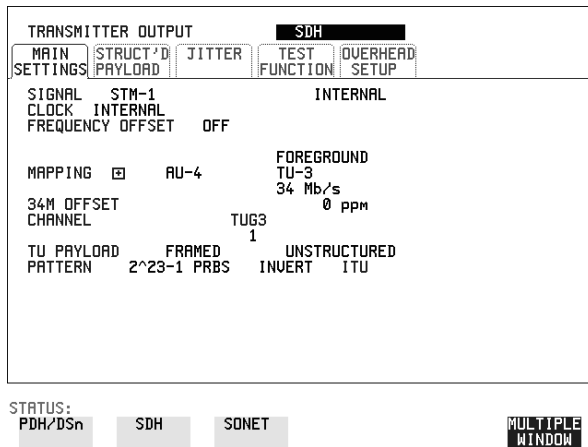 TRANSMITTER OUTPUT SDH
MAIN SETTINGS STRUCT'D PAYLOAD JITTER TEST FUNCTION OVERHEAD SETUP
SIGNAL STM-1 INTERNAL
CLOCK INTERNAL
FREQUENCY OFFSET OFF
FOREGROUND
MAPPING + AU-4 TU-3
34 Mb/s
34M OFFSET 0 ppm
CHANNEL TUG3
1
TU PAYLOAD FRAMED UNSTRUCTURED
PATTERN 2^23-1 PRBS INVERT ITU
STATUS:
PDH/DSn SDH SONET MULTIPLE WINDOW